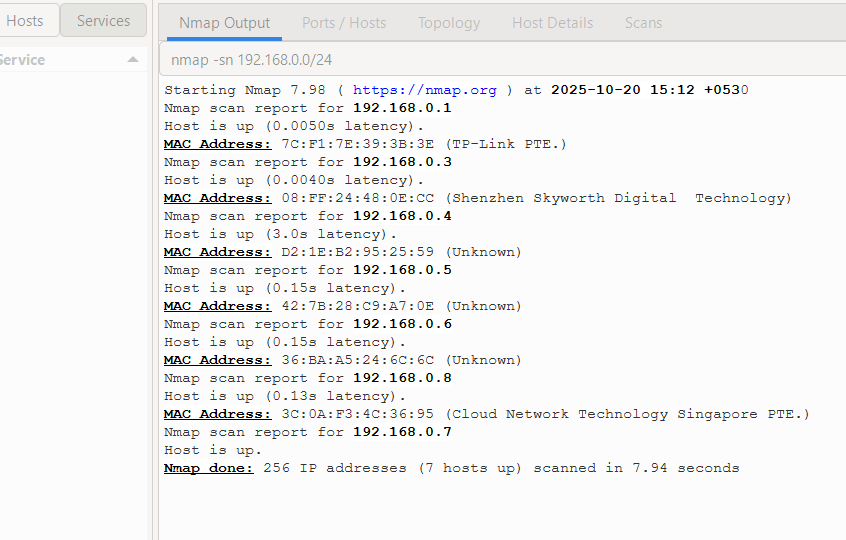 Hosts
Services
Service
Nmap Output
Ports / Hosts
Topology
Host Details
Scans
nmap -sn 192.168.0.0/24
Starting Nmap 7.98 ( https://nmap.org ) at 2025-10-20 15:12 +0530
Nmap scan report for 192.168.0.1
Host is up (0.0050s latency).
MAC Address: 7C:F1:7E:39:3B:3E (TP-Link PTE.)
Nmap scan report for 192.168.0.3
Host is up (0.0040s latency).
MAC Address: 08:FF:24:48:0E:CC (Shenzhen Skyworth Digital  Technology)
Nmap scan report for 192.168.0.4
Host is up (3.0s latency).
MAC Address: D2:1E:B2:95:25:59 (Unknown)
Nmap scan report for 192.168.0.5
Host is up (0.15s latency).
MAC Address: 42:7B:28:C9:A7:0E (Unknown)
Nmap scan report for 192.168.0.6
Host is up (0.15s latency).
MAC Address: 36:BA:A5:24:6C:6C (Unknown)
Nmap scan report for 192.168.0.8
Host is up (0.13s latency).
MAC Address: 3C:0A:F3:4C:36:95 (Cloud Network Technology Singapore PTE.)
Nmap scan report for 192.168.0.7
Host is up.
Nmap done: 256 IP addresses (7 hosts up) scanned in 7.94 seconds